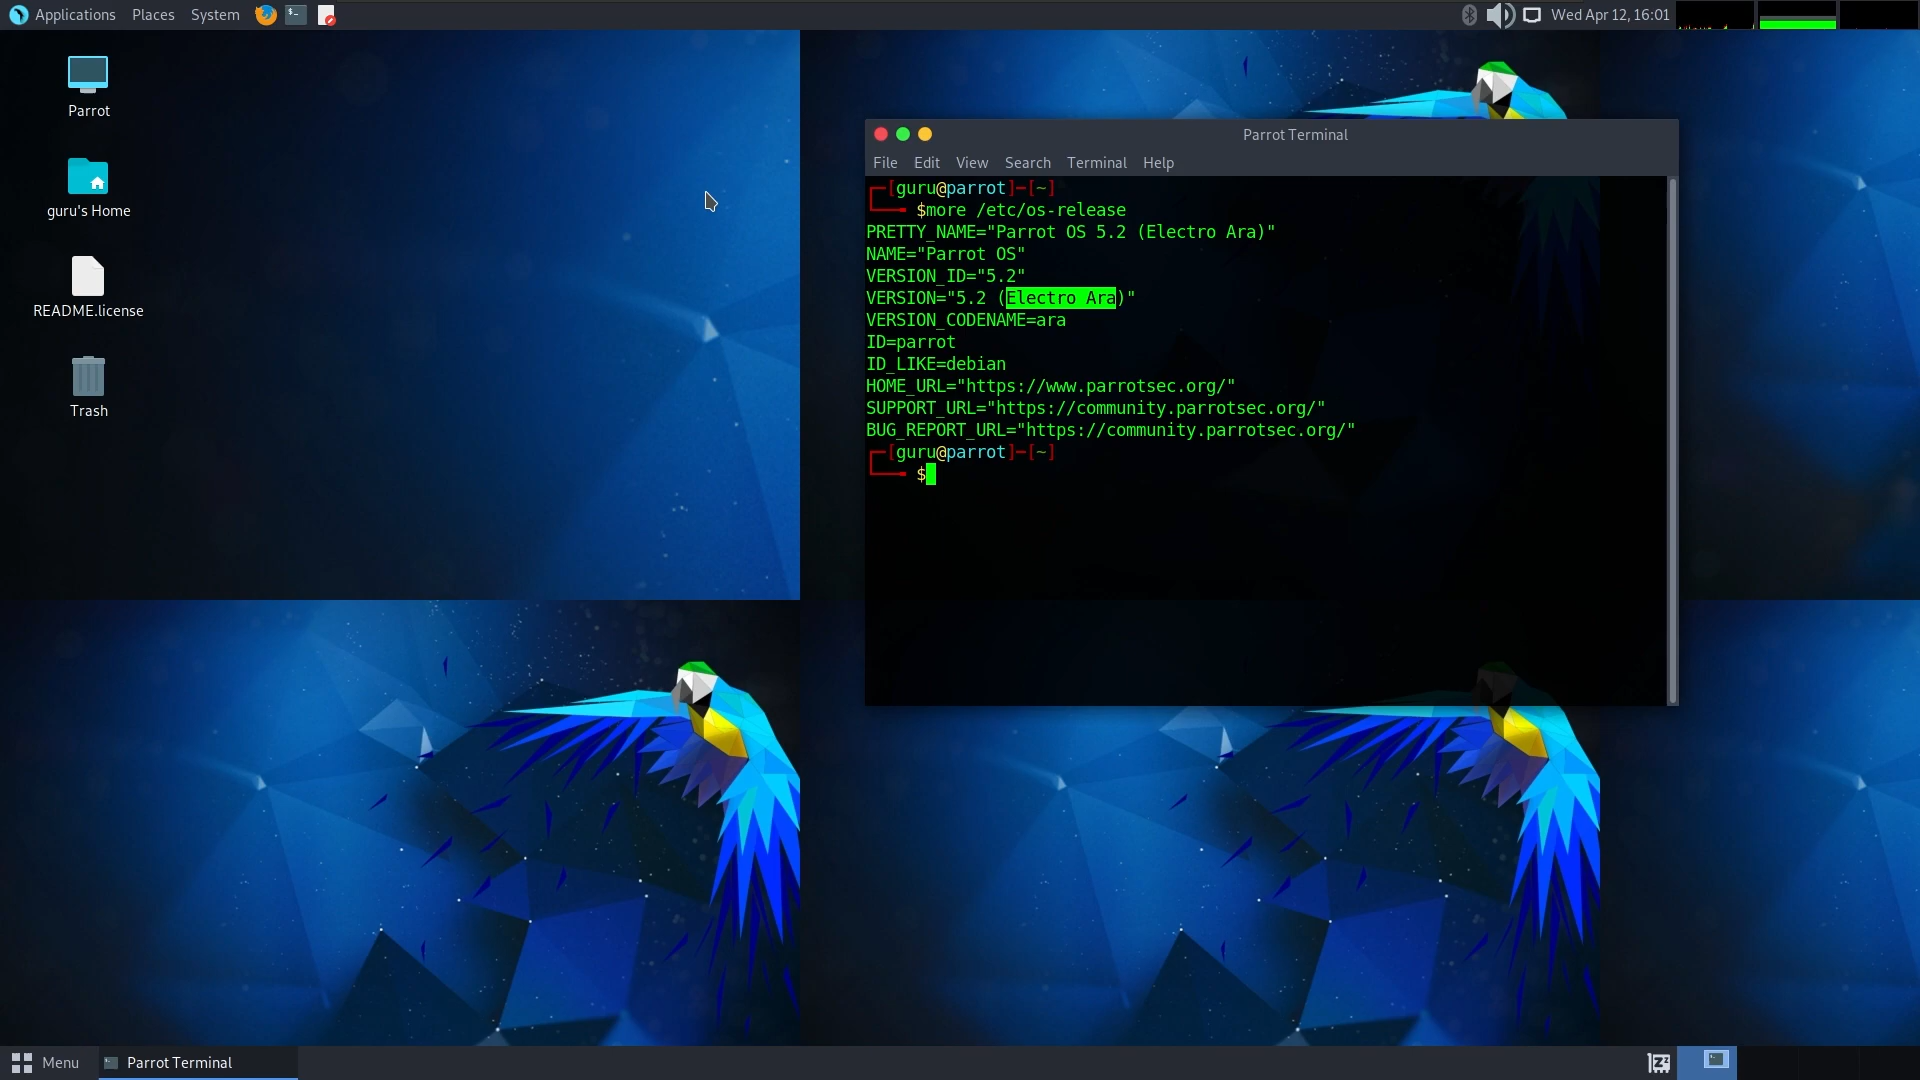 Applications Places System
Wed Apr 12, 16:01
Parrot
guru's Home
README.license
Trash
Parrot Terminal
File Edit View Search Terminal Help
┌─[guru@parrot]─[~]
└──╼ $more /etc/os-release
PRETTY_NAME="Parrot OS 5.2 (Electro Ara)"
NAME="Parrot OS"
VERSION_ID="5.2"
VERSION="5.2 (Electro Ara)"
VERSION_CODENAME=ara
ID=parrot
ID_LIKE=debian
HOME_URL="https://www.parrotsec.org/"
SUPPORT_URL="https://community.parrotsec.org/"
BUG_REPORT_URL="https://community.parrotsec.org/"
┌─[guru@parrot]─[~]
└──╼ $
Menu Parrot Terminal